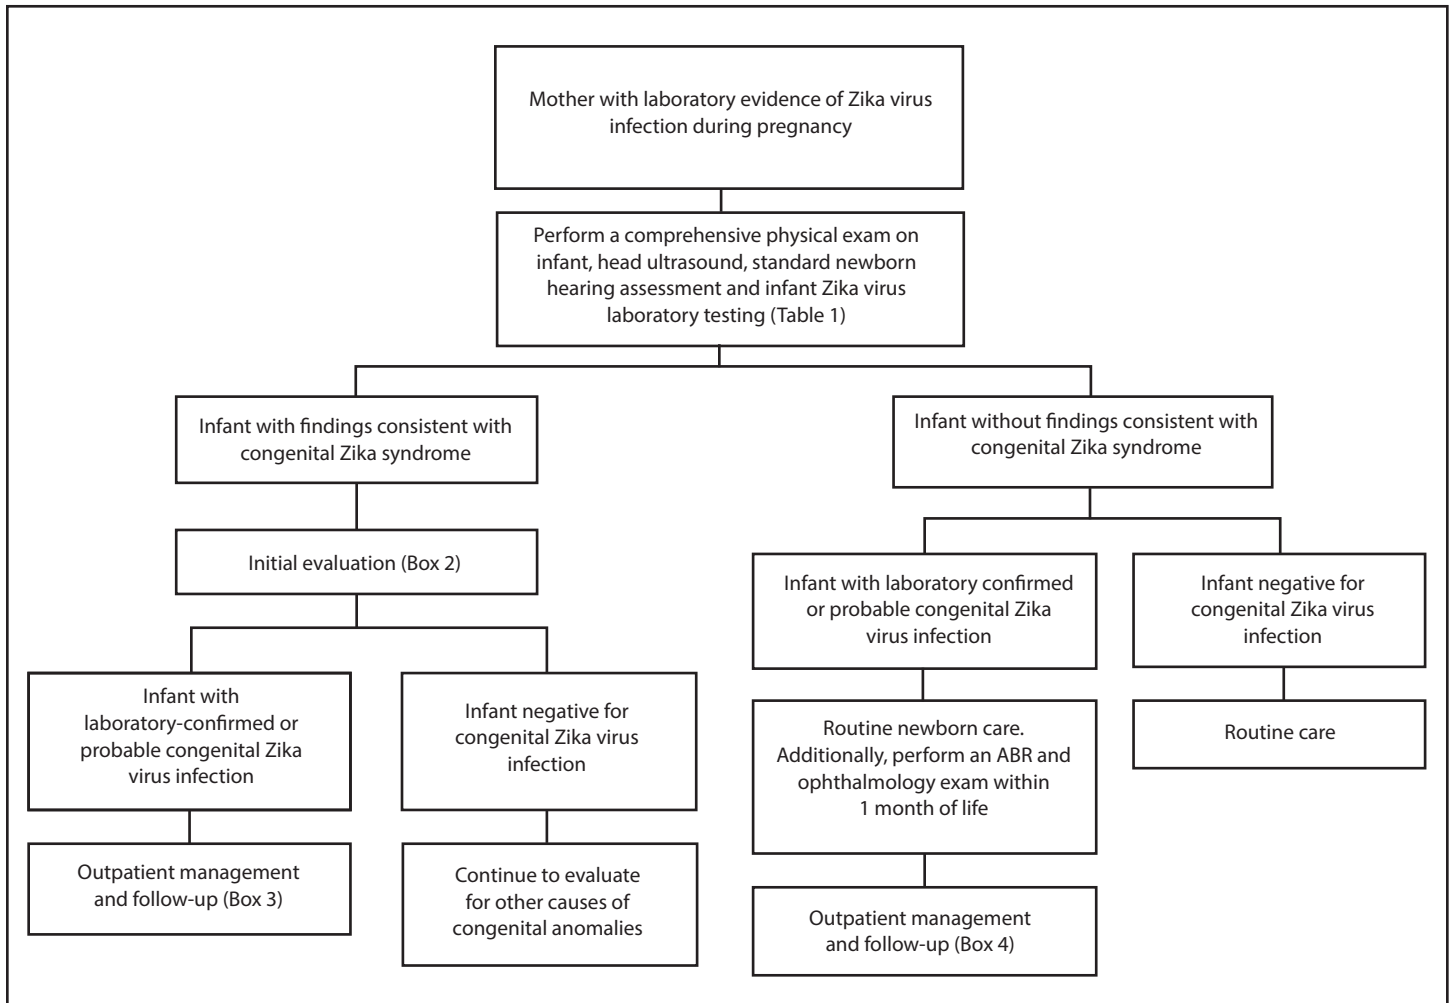 Mother with laboratory evidence of Zika virus
infection during pregnancy
Perform a comprehensive physical exam on
infant, head ultrasound, standard newborn
hearing assessment and infant Zika virus
laboratory testing (Table 1)
Infant with findings consistent with
congenital Zika syndrome
Infant without findings consistent with
congenital Zika syndrome
Initial evaluation (Box 2)
Infant with laboratory confirmed
or probable congenital Zika
virus infection
Infant negative for
congenital Zika virus
infection
Infant with
laboratory-confirmed or
probable congenital Zika
virus infection
Infant negative for
congenital Zika virus
infection
Routine newborn care.
Additionally, perform an ABR and
ophthalmology exam within
1 month of life
Routine care
Outpatient management
and follow-up (Box 3)
Continue to evaluate
for other causes of
congenital anomalies
Outpatient management
and follow-up (Box 4)